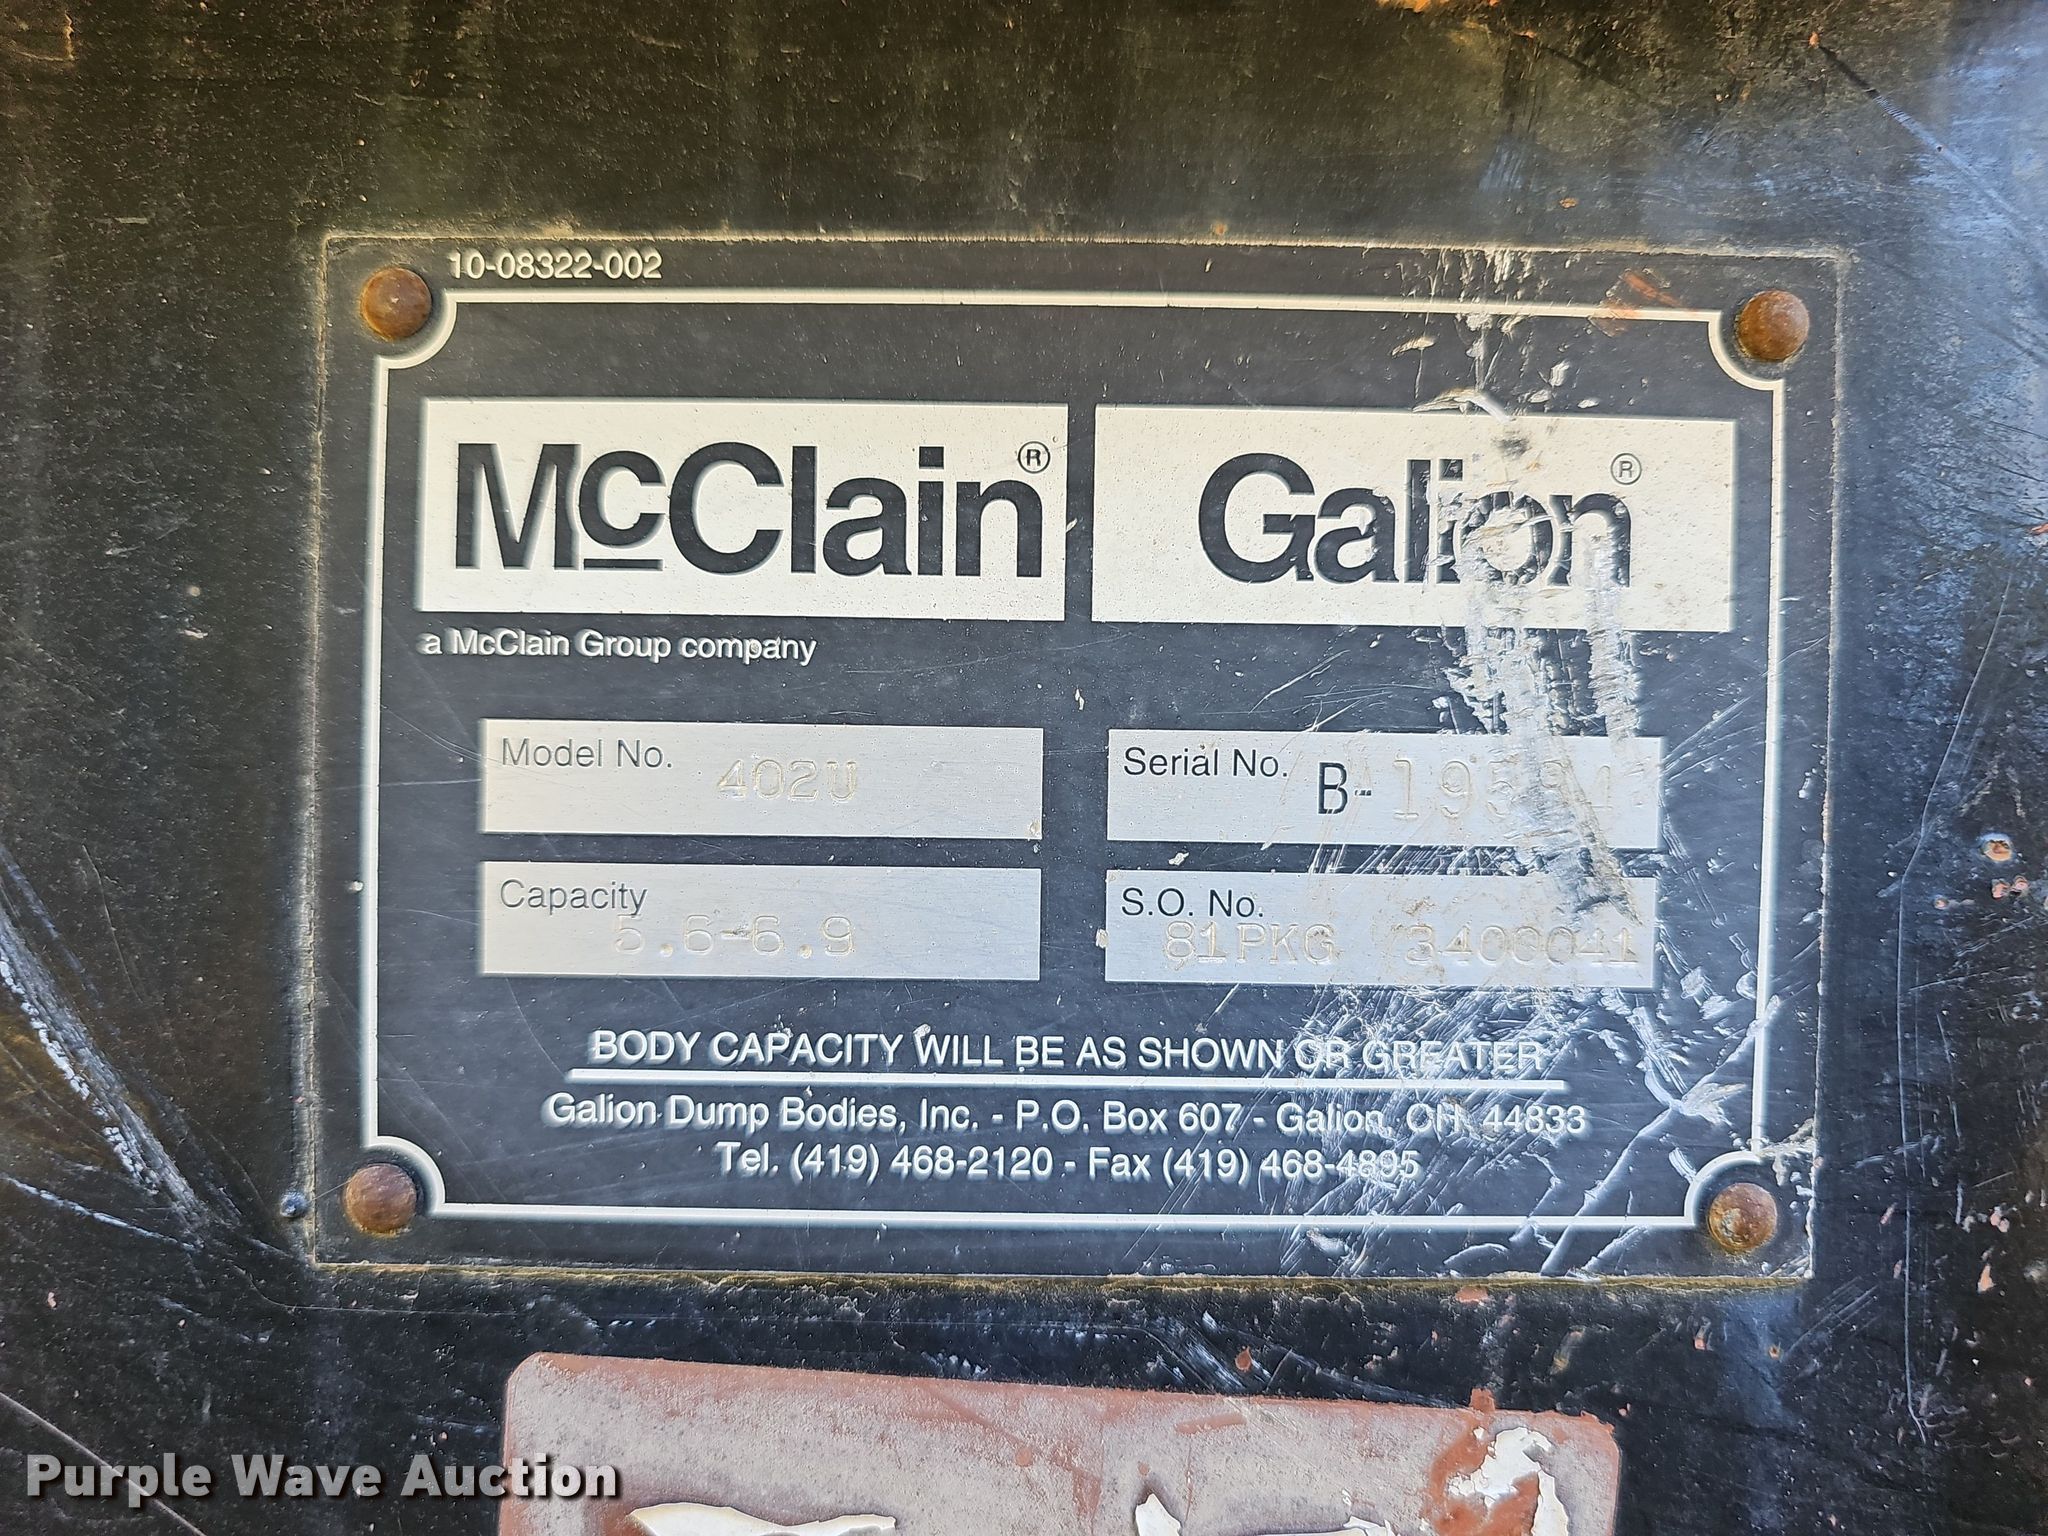 10-08322-002
McClain® Galion®
a McClain Group company
Model No. 402U
Serial No.
Capacity 5.6-6.9
S.O. No. 81PKG 3400041
BODY CAPACITY WILL BE AS SHOWN OR GREATER
Galion Dump Bodies, Inc. - P.O. Box 607 - Galion, OH 44833
Tel. (419) 468-2120 - Fax (419) 468-4895
Purple Wave Auction